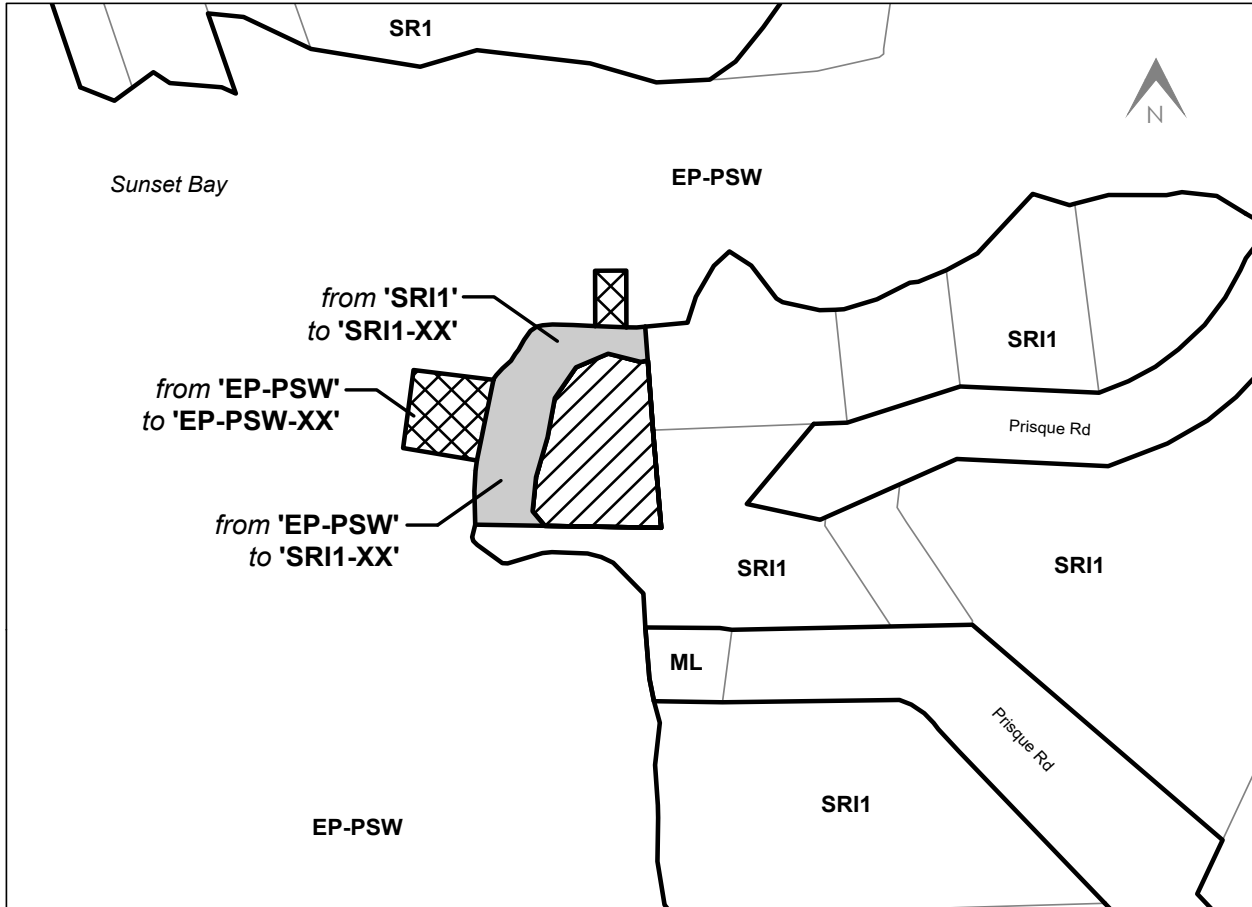 SR1
N
Sunset Bay
EP-PSW
from 'SRI1'
to 'SRI1-XX'
SRI1
from 'EP-PSW'
to 'EP-PSW-XX'
Prisque Rd
from 'EP-PSW'
to 'SRI1-XX'
SRI1
SRI1
ML
Prisque Rd
SRI1
EP-PSW